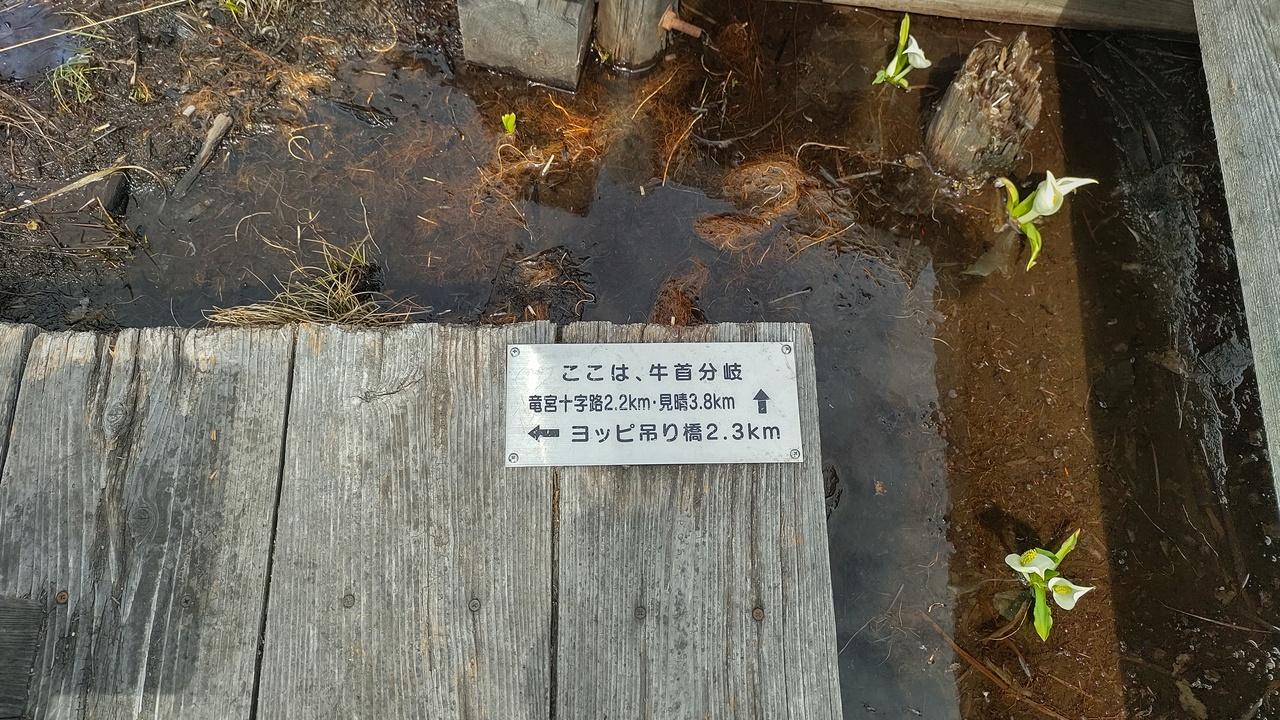 ここは、牛首分岐
竜宮十字路2.2km･見晴3.8km ↑
← ヨッピ吊り橋2.3km